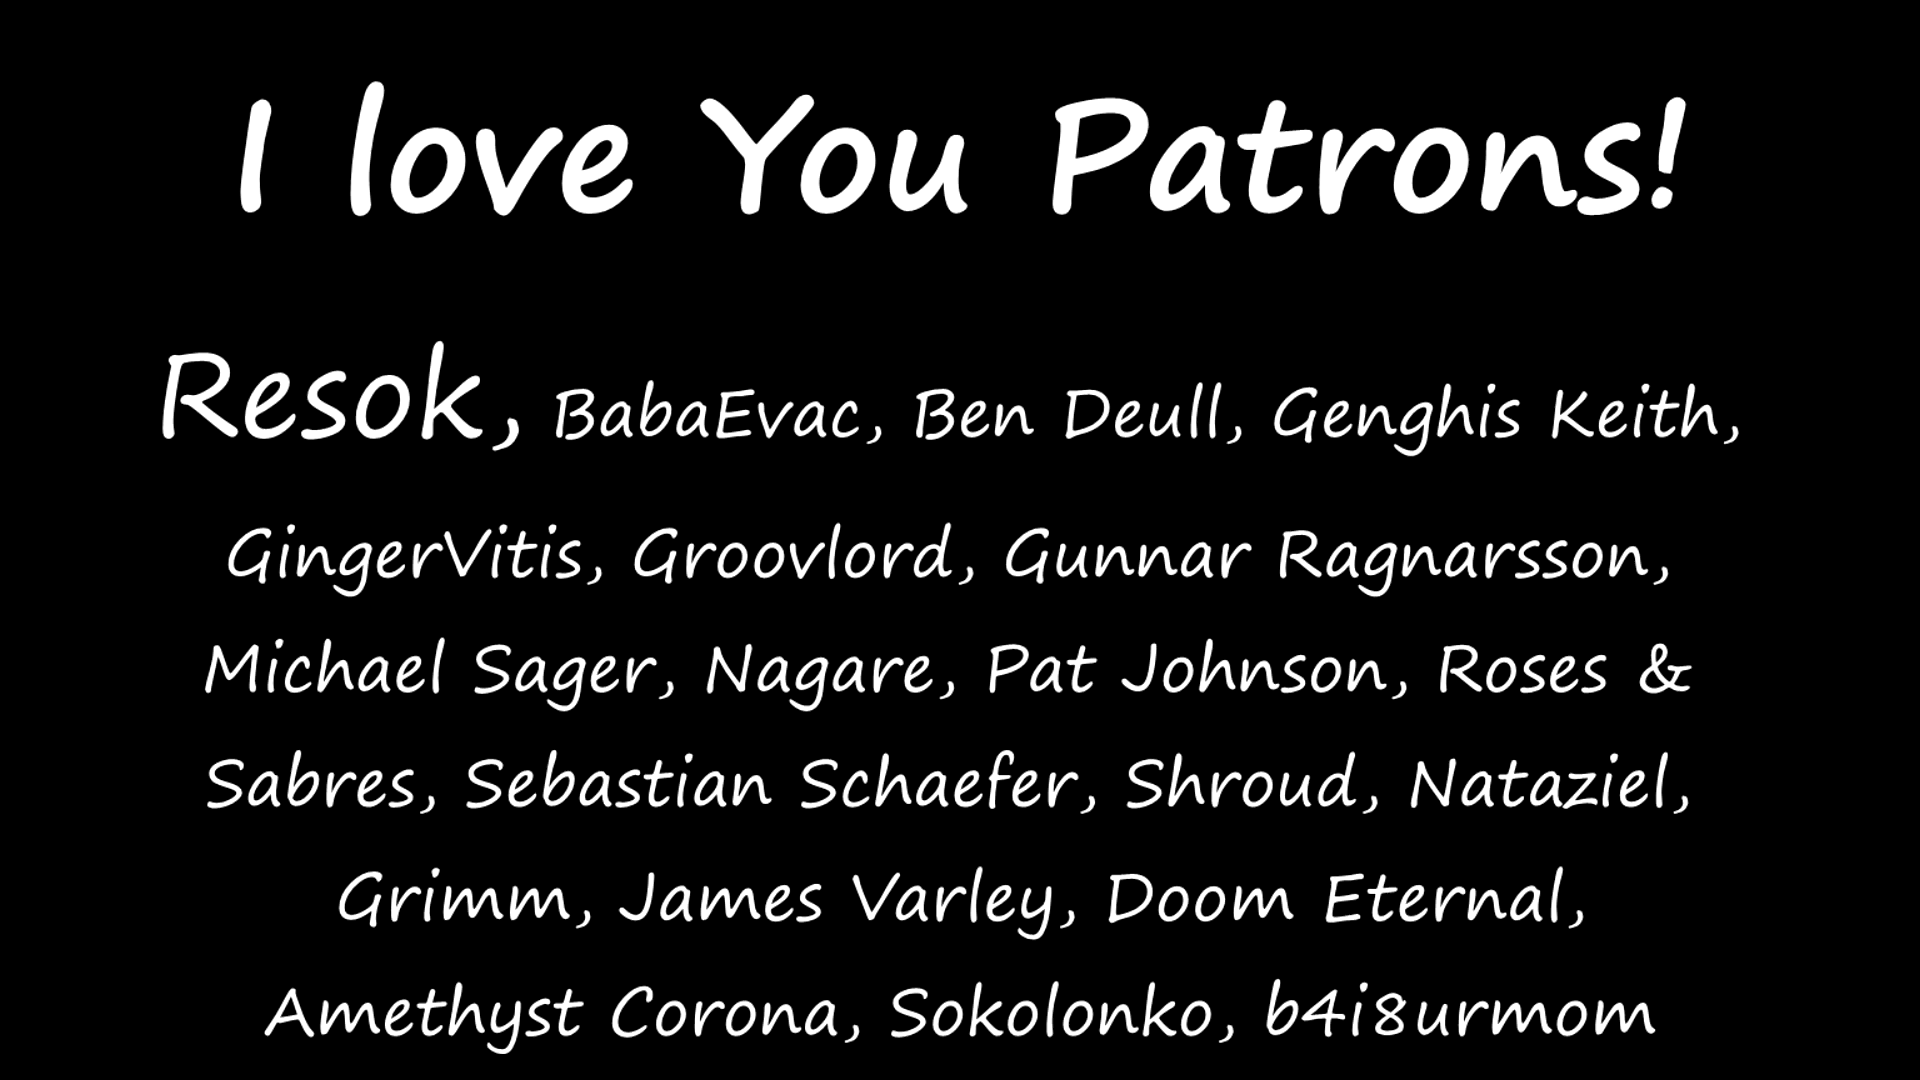 I love You Patrons!
Resok, BabaEvac, Ben Deull, Genghis Keith,
GingerVitis, Groovlord, Gunnar Ragnarsson,
Michael Sager, Nagare, Pat Johnson, Roses &
Sabres, Sebastian Schaefer, Shroud, Nataziel,
Grimm, James Varley, Doom Eternal,
Amethyst Corona, Sokolonko, b4i8urmom